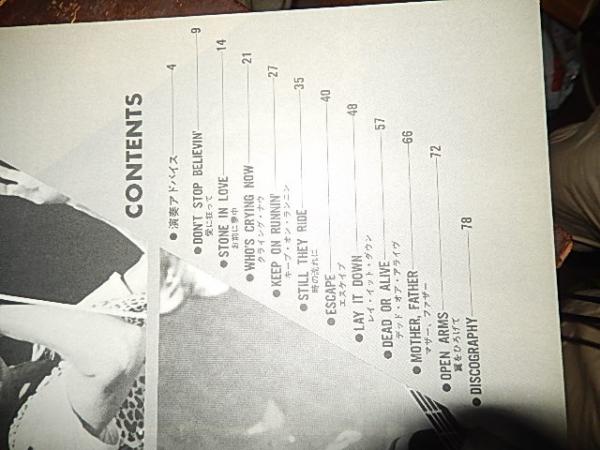 CONTENTS
●演奏アドバイス 4
●DON'T STOP BELIEVIN' 9
愛に狂って
●STONE IN LOVE 14
お前に夢中
●WHO'S CRYING NOW 21
クライング・ナウ
●KEEP ON RUNNIN' 27
キープ・オン・ランニン
●STILL THEY RIDE 35
時の流れに
●ESCAPE 40
エスケイプ
●LAY IT DOWN 48
レイ・イット・ダウン
●DEAD OR ALIVE 57
デッド・オア・アライヴ
●MOTHER, FATHER 66
マザー、ファザー
●OPEN ARMS 72
翼をひろげて
●DISCOGRAPHY 78